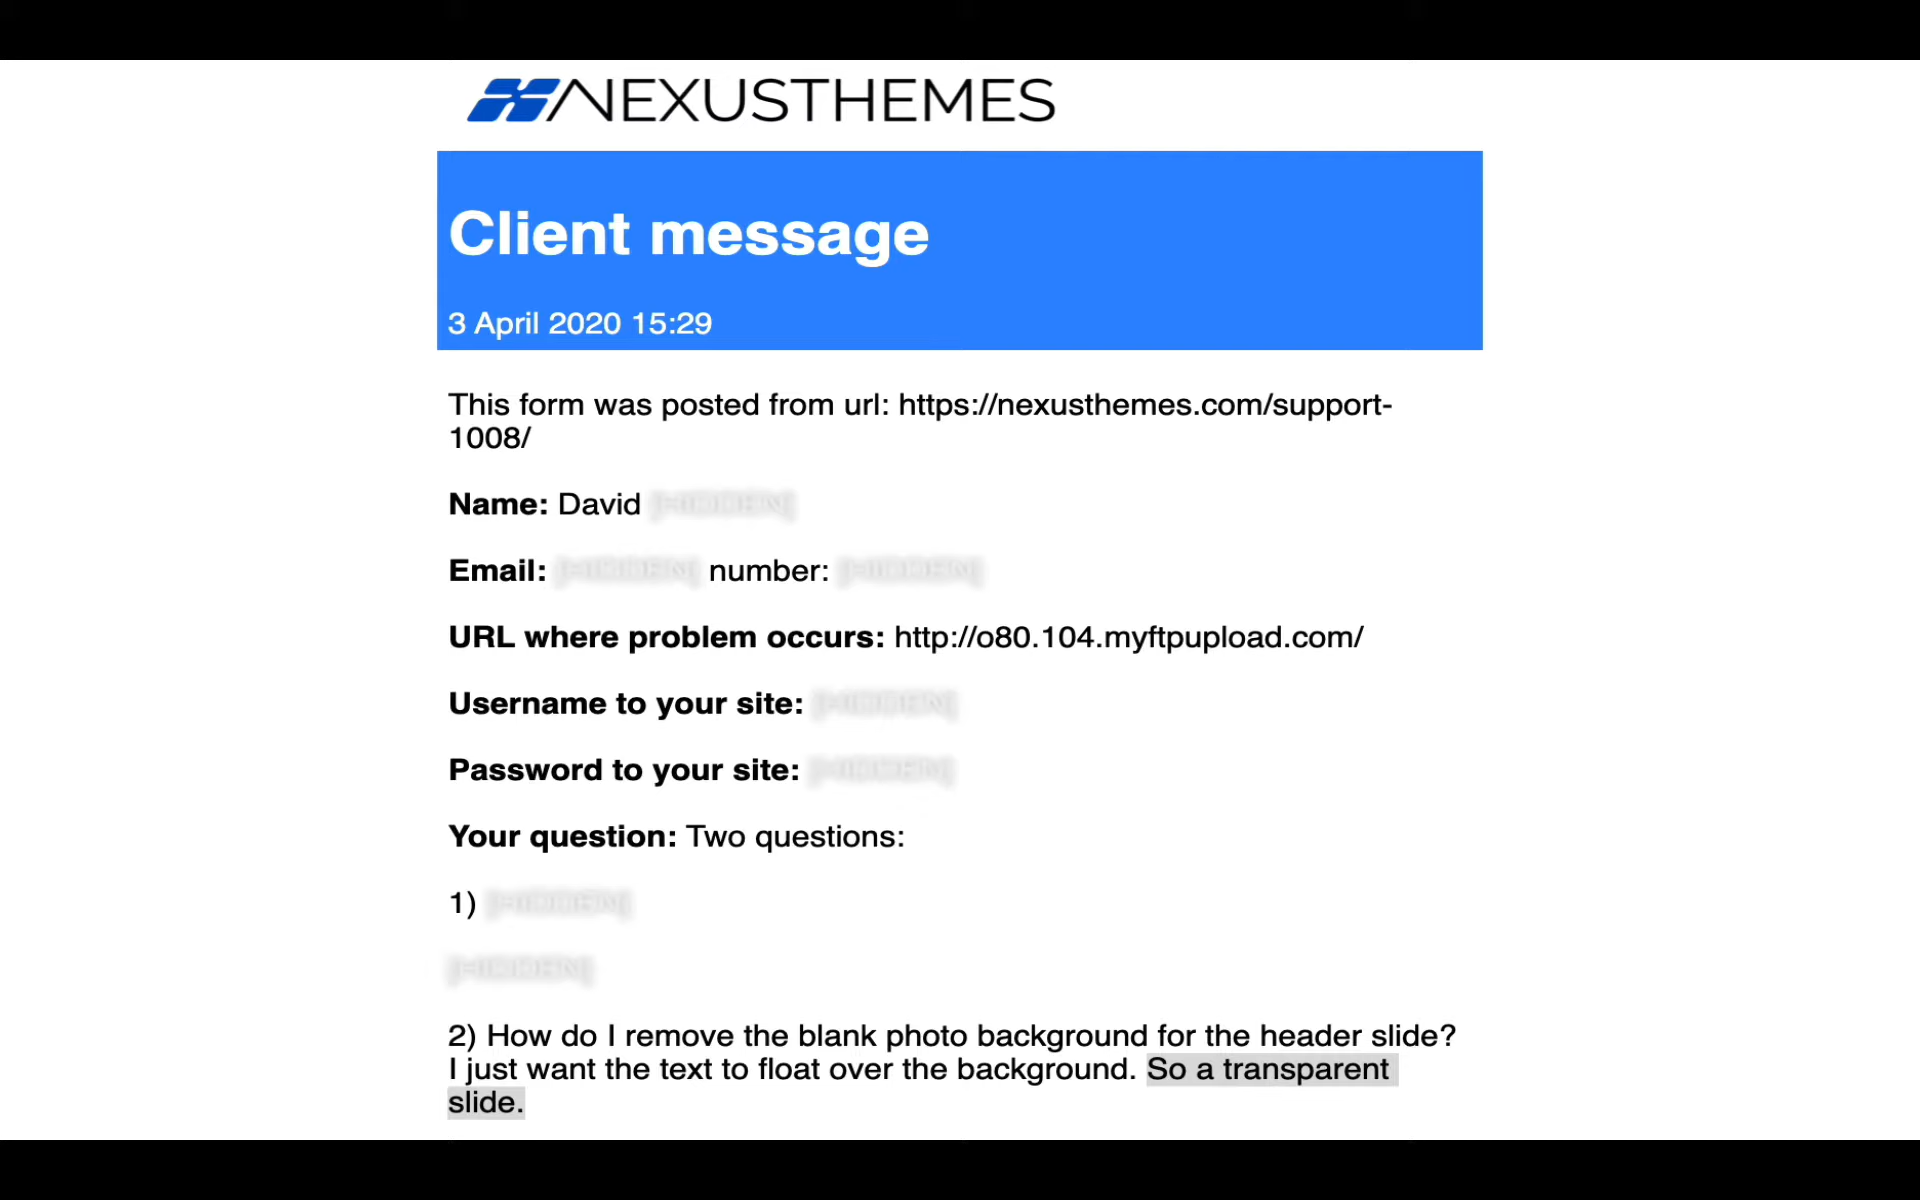 NEXUSTHEMES
Client message
3 April 2020 15:29
This form was posted from url: https://nexusthemes.com/support-
1008/
Name: David
Email: number:
URL where problem occurs: http://o80.104.myftpupload.com/
Username to your site:
Password to your site:
Your question: Two questions:
1)
2) How do I remove the blank photo background for the header slide?
I just want the text to float over the background. So a transparent
slide.